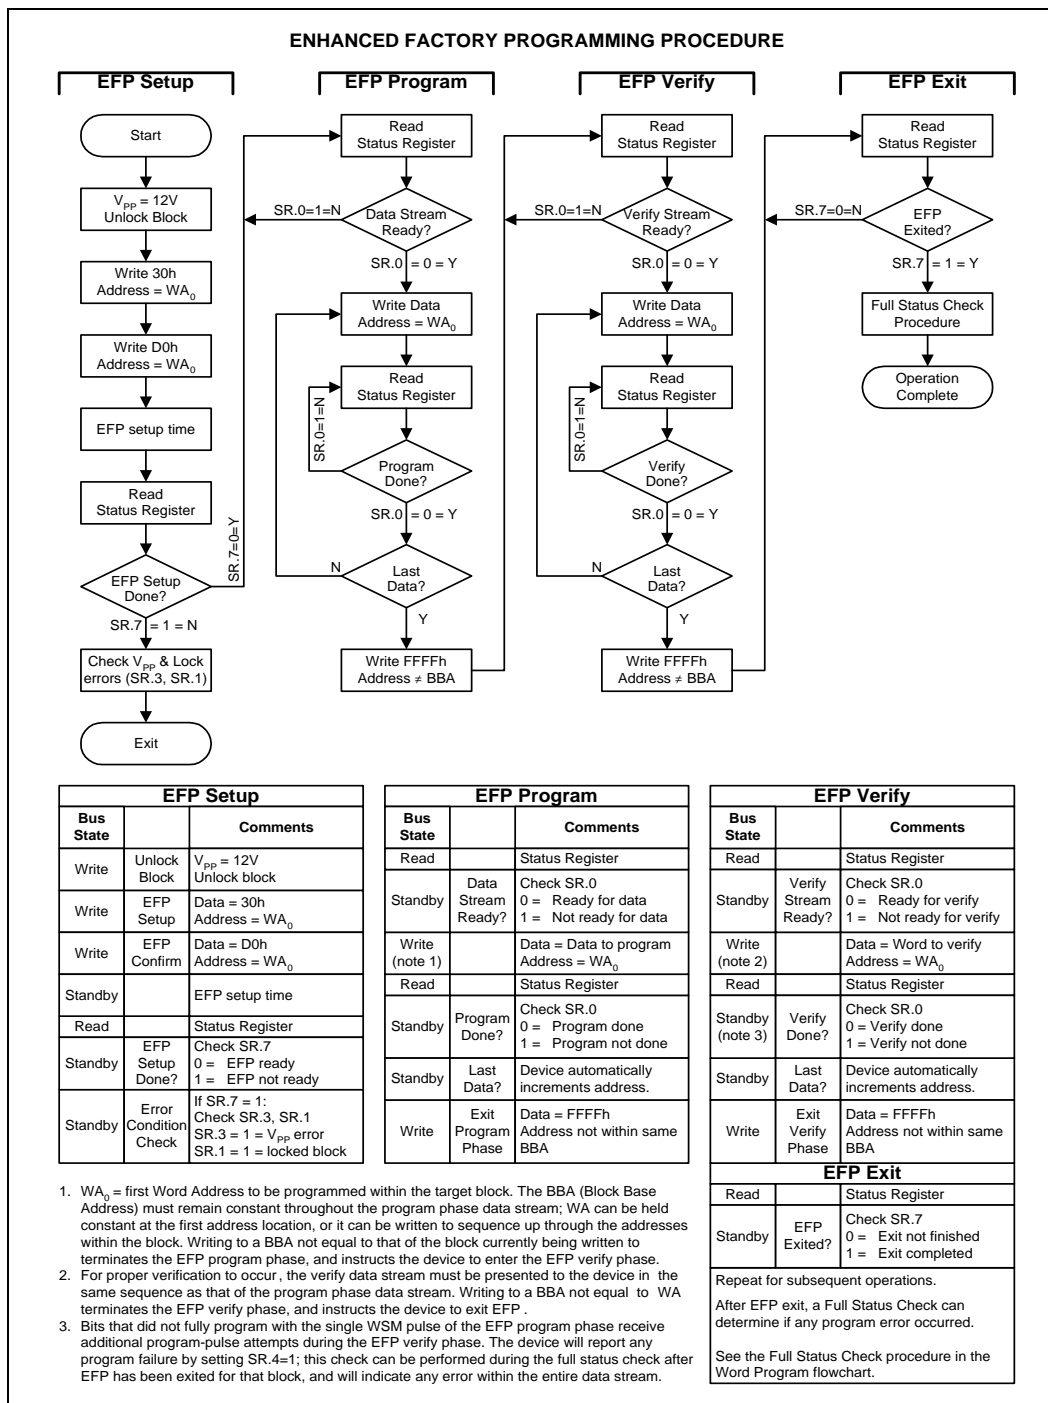 ENHANCED FACTORY PROGRAMMING PROCEDURE
EFP Setup
Start
VPP = 12V
Unlock Block
Write 30h
Address = WA0
Write D0h
Address = WA0
EFP setup time
Read
Status Register
EFP Setup
Done?
SR.7=0=Y
SR.7 = 1 = N
Check VPP & Lock
errors (SR.3, SR.1)
Exit
EFP Program
Read
Status Register
SR.0=1=N
Data Stream
Ready?
SR.0 = 0 = Y
Write Data
Address = WA0
Read
Status Register
SR.0=1=N
Program
Done?
SR.0 = 0 = Y
N
Last
Data?
Y
Write FFFFh
Address ≠ BBA
EFP Verify
Read
Status Register
SR.0=1=N
Verify Stream
Ready?
SR.0 = 0 = Y
Write Data
Address = WA0
Read
Status Register
SR.0=1=N
Verify
Done?
SR.0 = 0 = Y
N
Last
Data?
Y
Write FFFFh
Address ≠ BBA
EFP Exit
Read
Status Register
SR.7=0=N
EFP
Exited?
SR.7 = 1 = Y
Full Status Check
Procedure
Operation
Complete
EFP Setup
Bus
State
Comments
Write
Unlock
Block
VPP = 12V
Unlock block
Write
EFP
Setup
Data = 30h
Address = WA0
Write
EFP
Confirm
Data = D0h
Address = WA0
Standby
EFP setup time
Read
Status Register
Standby
EFP
Setup
Done?
Check SR.7
0 = EFP ready
1 = EFP not ready
Standby
Error
Condition
Check
If SR.7 = 1:
Check SR.3, SR.1
SR.3 = 1 = VPP error
SR.1 = 1 = locked block
EFP Program
Bus
State
Comments
Read
Status Register
Standby
Data
Stream
Ready?
Check SR.0
0 = Ready for data
1 = Not ready for data
Write
(note 1)
Data = Data to program
Address = WA0
Read
Status Register
Standby
Program
Done?
Check SR.0
0 = Program done
1 = Program not done
Standby
Last
Data?
Device automatically
increments address.
Write
Exit
Program
Phase
Data = FFFFh
Address not within same
BBA
EFP Verify
Bus
State
Comments
Read
Status Register
Standby
Verify
Stream
Ready?
Check SR.0
0 = Ready for verify
1 = Not ready for verify
Write
(note 2)
Data = Word to verify
Address = WA0
Read
Status Register
Standby
(note 3)
Verify
Done?
Check SR.0
0 = Verify done
1 = Verify not done
Standby
Last
Data?
Device automatically
increments address.
Write
Exit
Verify
Phase
Data = FFFFh
Address not within same
BBA
EFP Exit
Read
Status Register
Standby
EFP
Exited?
Check SR.7
0 = Exit not finished
1 = Exit completed
Repeat for subsequent operations.
After EFP exit, a Full Status Check can
determine if any program error occurred.
See the Full Status Check procedure in the
Word Program flowchart.
1. WA0 = first Word Address to be programmed within the target block. The BBA (Block Base
Address) must remain constant throughout the program phase data stream; WA can be held
constant at the first address location, or it can be written to sequence up through the addresses
within the block. Writing to a BBA not equal to that of the block currently being written to
terminates the EFP program phase, and instructs the device to enter the EFP verify phase.
2. For proper verification to occur, the verify data stream must be presented to the device in the
same sequence as that of the program phase data stream. Writing to a BBA not equal to WA
terminates the EFP verify phase, and instructs the device to exit EFP .
3. Bits that did not fully program with the single WSM pulse of the EFP program phase receive
additional program-pulse attempts during the EFP verify phase. The device will report any
program failure by setting SR.4=1; this check can be performed during the full status check after
EFP has been exited for that block, and will indicate any error within the entire data stream.